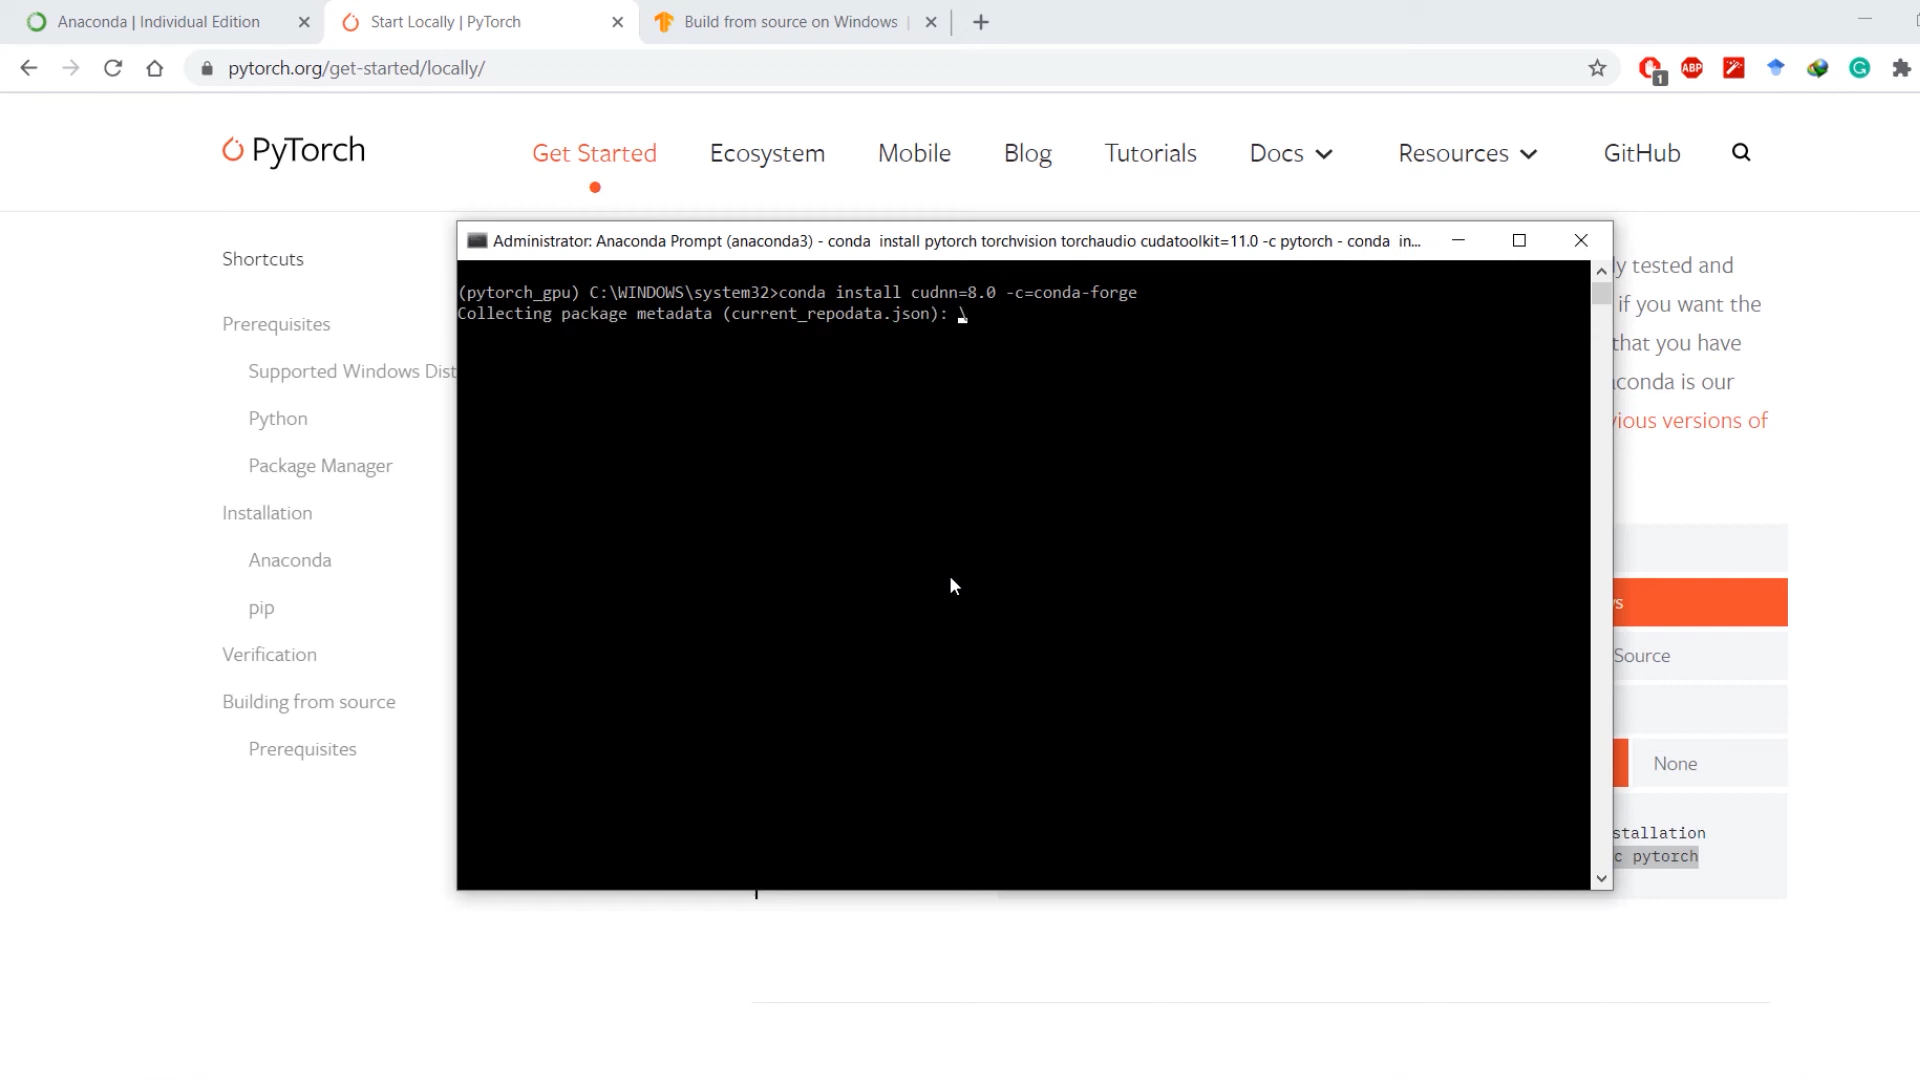 Anaconda | Individual Edition
Start Locally | PyTorch
Build from source on Windows |
pytorch.org/get-started/locally/
1
ABP
PyTorch
Get Started
Ecosystem
Mobile
Blog
Tutorials
Docs
Resources
GitHub
Shortcuts
Prerequisites
Supported Windows Dist
Python
Package Manager
Installation
Anaconda
pip
Verification
Building from source
Prerequisites
Administrator: Anaconda Prompt (anaconda3) - conda install pytorch torchvision torchaudio cudatoolkit=11.0 -c pytorch - conda in...
(pytorch_gpu) C:\WINDOWS\system32>conda install cudnn=8.0 -c=conda-forge
Collecting package metadata (current_repodata.json): \
ly tested and
if you want the
that you have
aconda is our
vious versions of
ws
Source
None
stallation
c pytorch